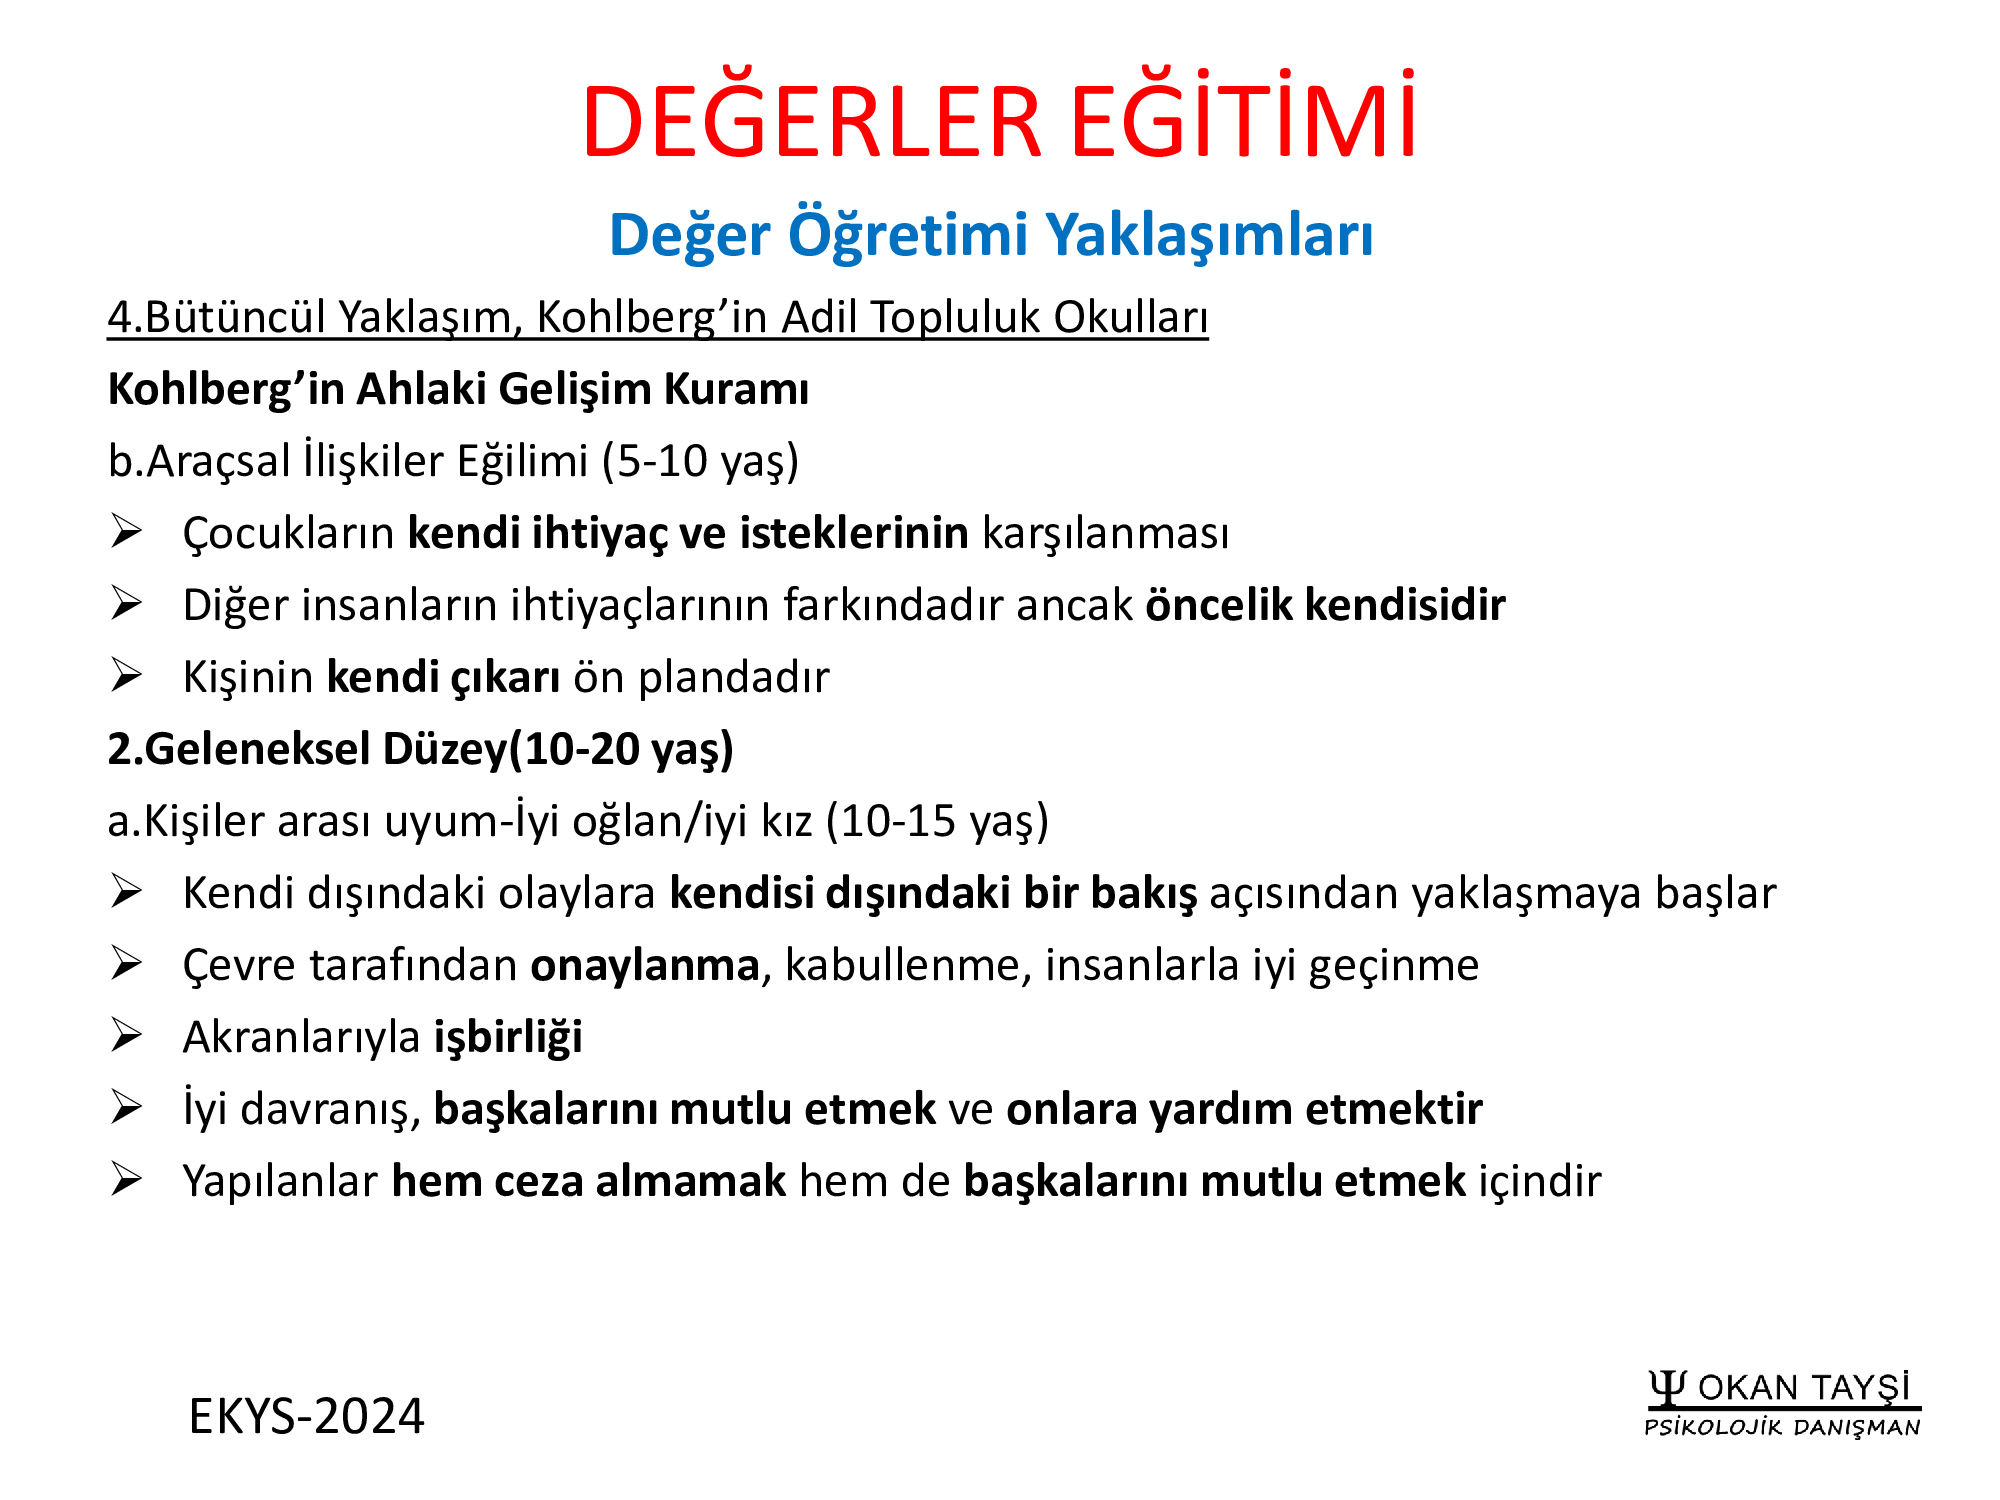 DEĞERLER EĞİTİMİ
Değer Öğretimi Yaklaşımları
4.Bütüncül Yaklaşım, Kohlberg’in Adil Topluluk Okulları
Kohlberg’in Ahlaki Gelişim Kuramı
b.Araçsal İlişkiler Eğilimi (5-10 yaş)
➢ Çocukların kendi ihtiyaç ve isteklerinin karşılanması
➢ Diğer insanların ihtiyaçlarının farkındadır ancak öncelik kendisidir
➢ Kişinin kendi çıkarı ön plandadır
2.Geleneksel Düzey(10-20 yaş)
a.Kişiler arası uyum-İyi oğlan/iyi kız (10-15 yaş)
➢ Kendi dışındaki olaylara kendisi dışındaki bir bakış açısından yaklaşmaya başlar
➢ Çevre tarafından onaylanma, kabullenme, insanlarla iyi geçinme
➢ Akranlarıyla işbirliği
➢ İyi davranış, başkalarını mutlu etmek ve onlara yardım etmektir
➢ Yapılanlar hem ceza almamak hem de başkalarını mutlu etmek içindir
EKYS-2024
Ψ OKAN TAYŞİ
PSİKOLOJİK DANIŞMAN